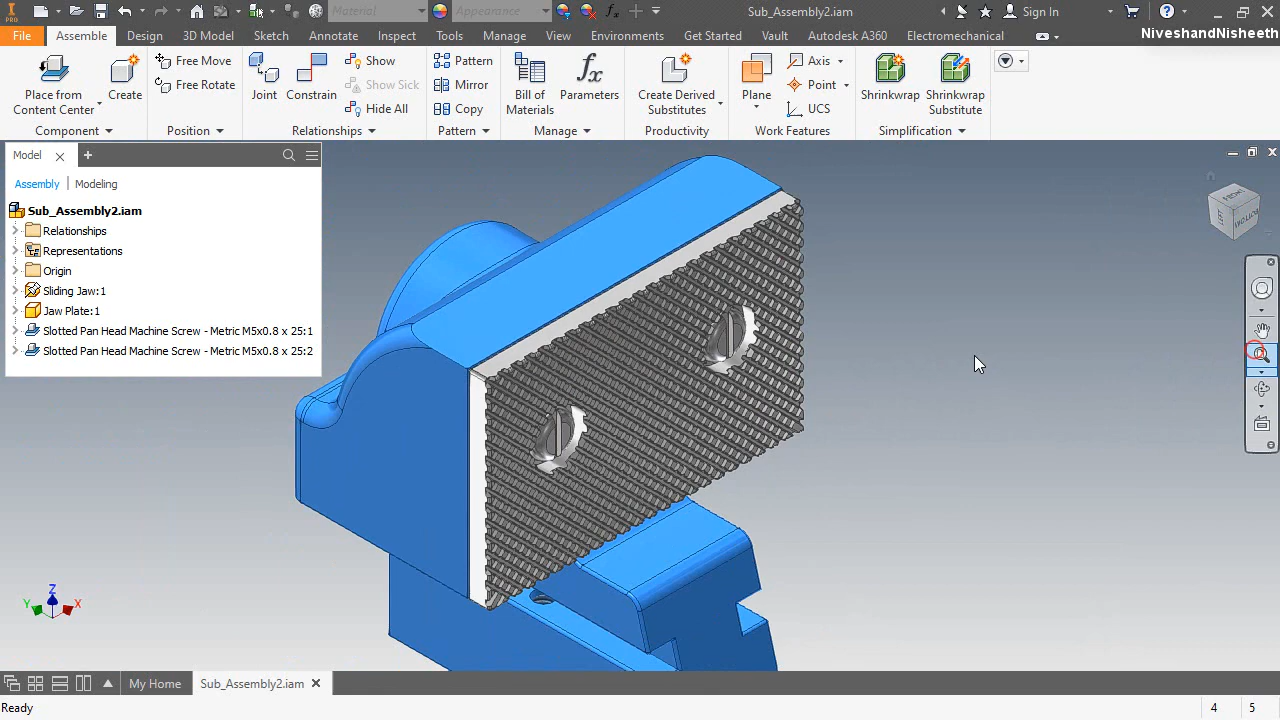 Material
Appearance
Sub_Assembly2.iam
Sign In
PRO
File
Assemble
Design
3D Model
Sketch
Annotate
Inspect
Tools
Manage
View
Environments
Get Started
Vault
Autodesk A360
Electromechanical
NiveshandNisheeth
Place from
Content Center
Create
Free Move
Free Rotate
Joint
Constrain
Show
Show Sick
Hide All
Pattern
Mirror
Copy
Bill of
Materials
Parameters
Create Derived
Substitutes
Plane
Axis
Point
UCS
Shrinkwrap
Shrinkwrap
Substitute
Component
Position
Relationships
Pattern
Manage
Productivity
Work Features
Simplification
Model
Assembly
Modeling
Sub_Assembly2.iam
Relationships
Representations
Origin
Sliding Jaw:1
Jaw Plate:1
Slotted Pan Head Machine Screw - Metric M5x0.8 x 25:1
Slotted Pan Head Machine Screw - Metric M5x0.8 x 25:2
FRONT
BOTTOM
Z
Y
X
My Home
Sub_Assembly2.iam
Ready
4
5